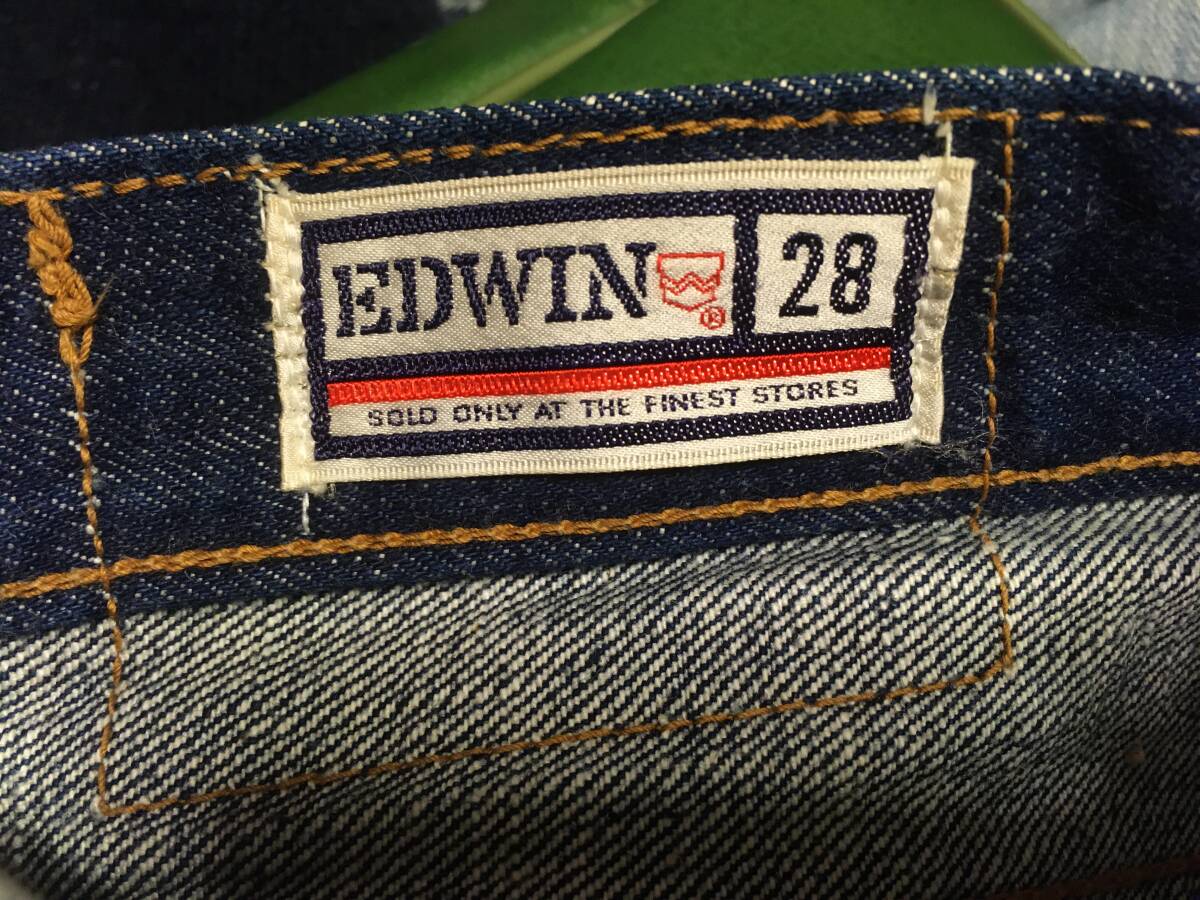 EDWIN ® 28
SOLD ONLY AT THE FINEST STORES